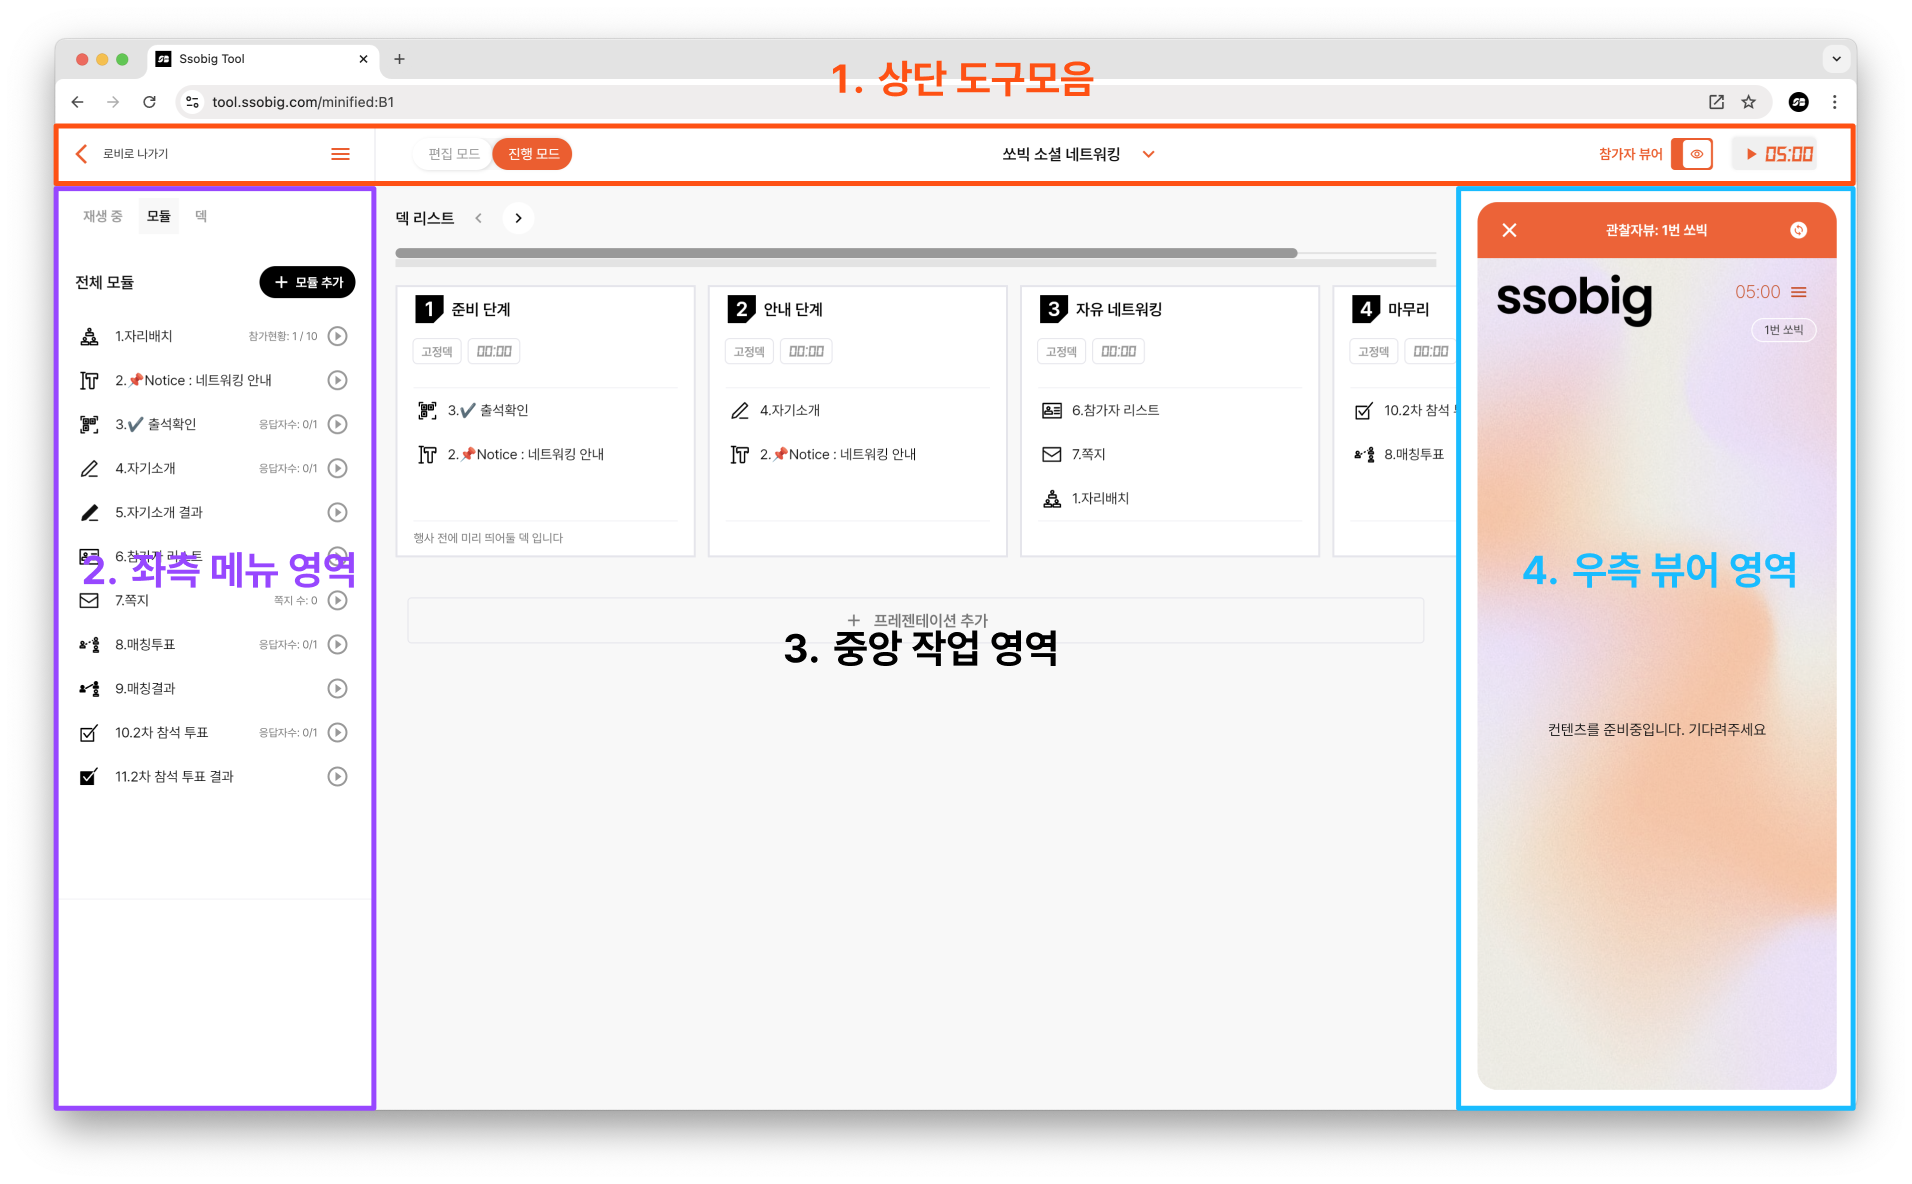 Ssobig Tool
1. 상단 도구모음
tool.ssobig.com/minified:B1
로비로 나가기
편집 모드
진행 모드
쏘빅 소셜 네트워킹
참가자 뷰어
05:00
재생 중
모듈
덱
전체 모듈
+ 모듈 추가
1.자리배치
참가현황: 1 / 10
2.📌Notice : 네트워킹 안내
3.✔️ 출석확인
응답자수: 0/1
4.자기소개
응답자수: 0/1
5.자기소개 결과
6.참가자 리스트
2. 좌측 메뉴 영역
7.쪽지
쪽지 수: 0
8.매칭투표
응답자수: 0/1
9.매칭결과
10.2차 참석 투표
응답자수: 0/1
11.2차 참석 투표 결과
덱 리스트
1
준비 단계
고정덱
00:00
3.✔️ 출석확인
2.📌Notice : 네트워킹 안내
행사 전에 미리 띄어둘 덱 입니다
2
안내 단계
고정덱
00:00
4.자기소개
2.📌Notice : 네트워킹 안내
3
자유 네트워킹
고정덱
00:00
6.참가자 리스트
7.쪽지
1.자리배치
4
마무리
고정덱
00:00
10.2차 참석
8.매칭투표
+ 프레젠테이션 추가
3. 중앙 작업 영역
관찰자뷰: 1번 쏘빅
ssobig
05:00
1번 쏘빅
4. 우측 뷰어 영역
컨텐츠를 준비중입니다. 기다려주세요